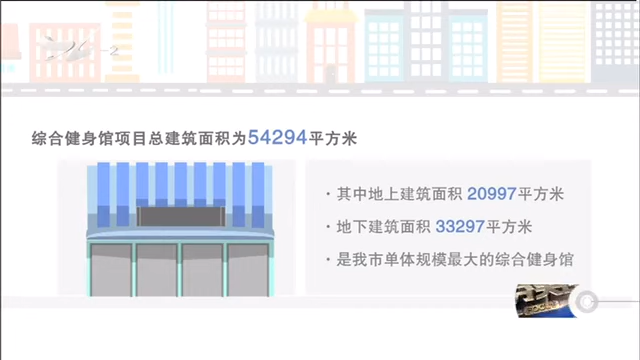 综合健身馆项目总建筑面积为54294平方米
·其中地上建筑面积 20997平方米
·地下建筑面积 33297平方米
·是我市单体规模最大的综合健身馆